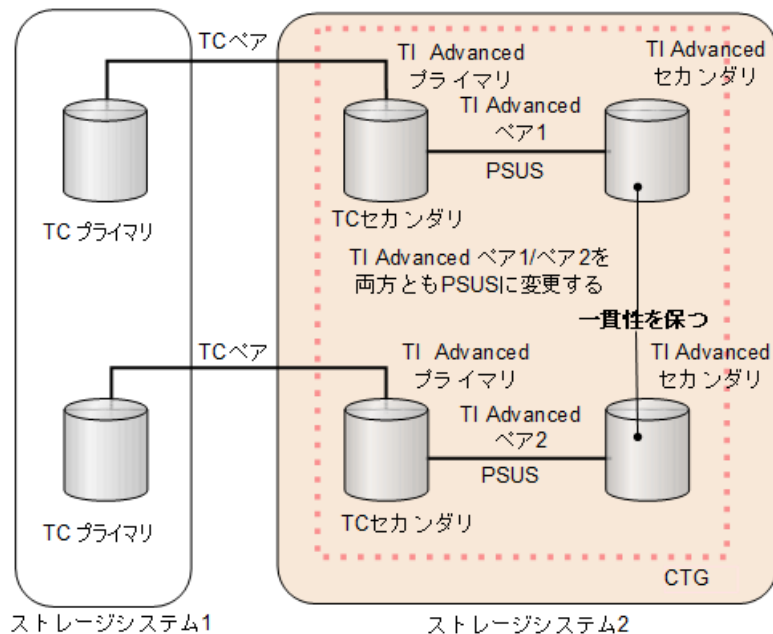 TCペア
TI Advanced
プライマリ
TI Advanced
セカンダリ
TI Advanced
ペア1
PSUS
TC プライマリ
TCセカンダリ
TI Advanced ペア1/ペア2を
両方ともPSUSに変更する
一貫性を保つ
TCペア
TI Advanced
プライマリ
TI Advanced
セカンダリ
TI Advanced
ペア2
PSUS
TC プライマリ
TCセカンダリ
CTG
ストレージシステム1
ストレージシステム2